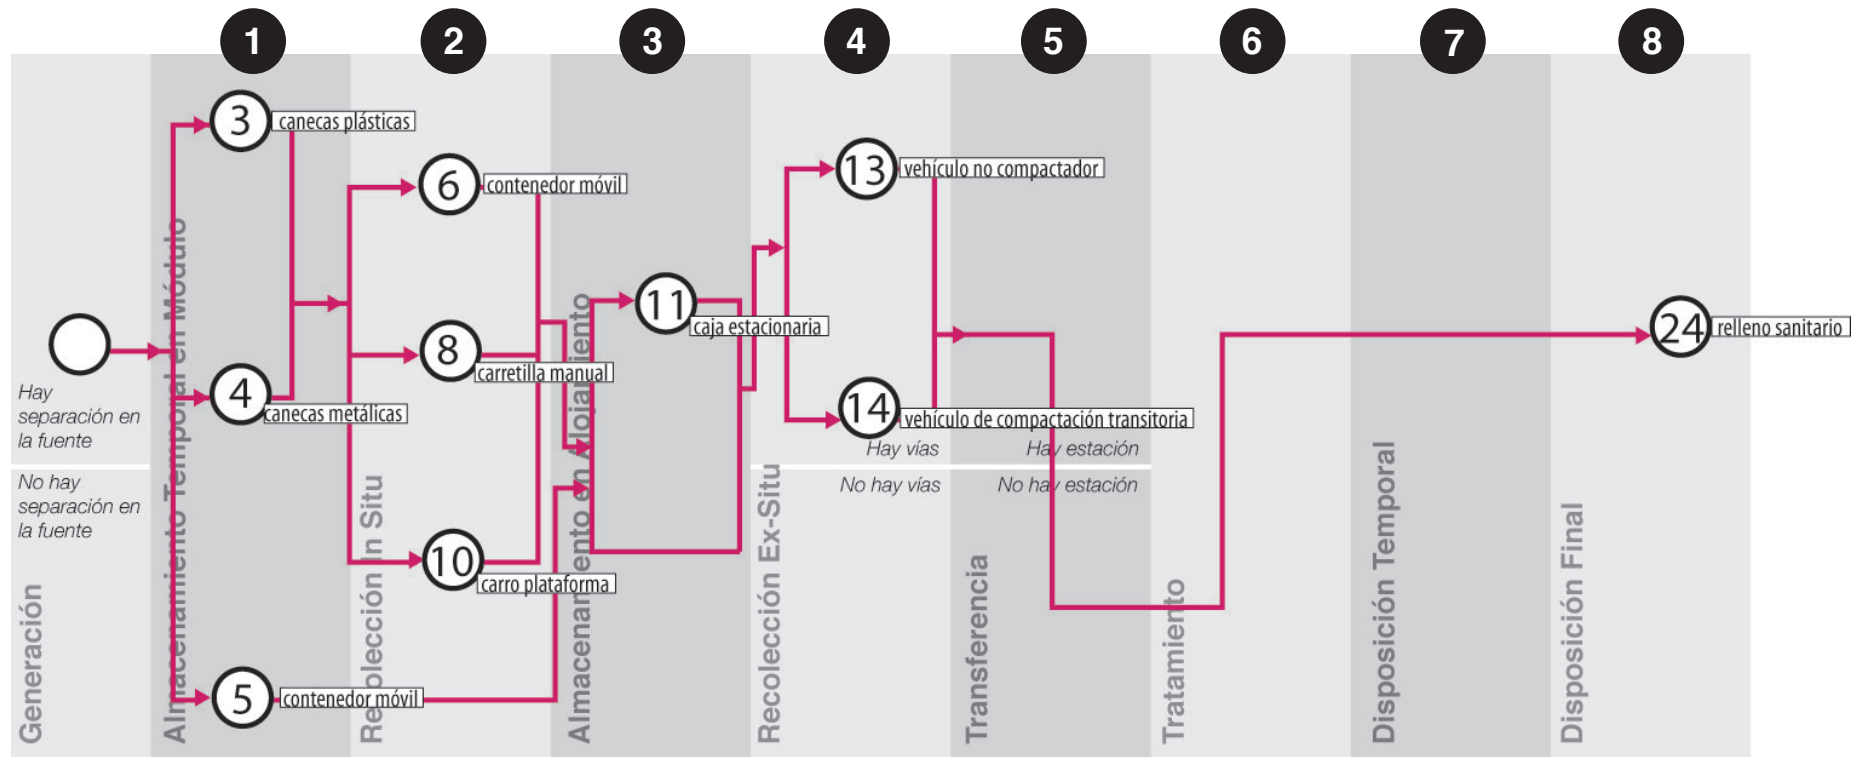 1
2
3
4
5
6
7
8
3
canecas plásticas
13
vehículo no compactador
6
contenedor móvil
11
caja estacionaria
24
relleno sanitario
8
carretilla manual
4
canecas metálicas
14
vehículo de compactación transitoria
Hay
separación en
la fuente
Hay vías
Hay estación
No hay
separación en
la fuente
No hay vías
No hay estación
10
carro plataforma
5
contenedor móvil
Generación
Almacenamiento Temporal en Módulo
Recolección In Situ
Almacenamento en Alojamiento
Recolección Ex-Situ
Transferencia
Tratamiento
Disposición Temporal
Disposición Final